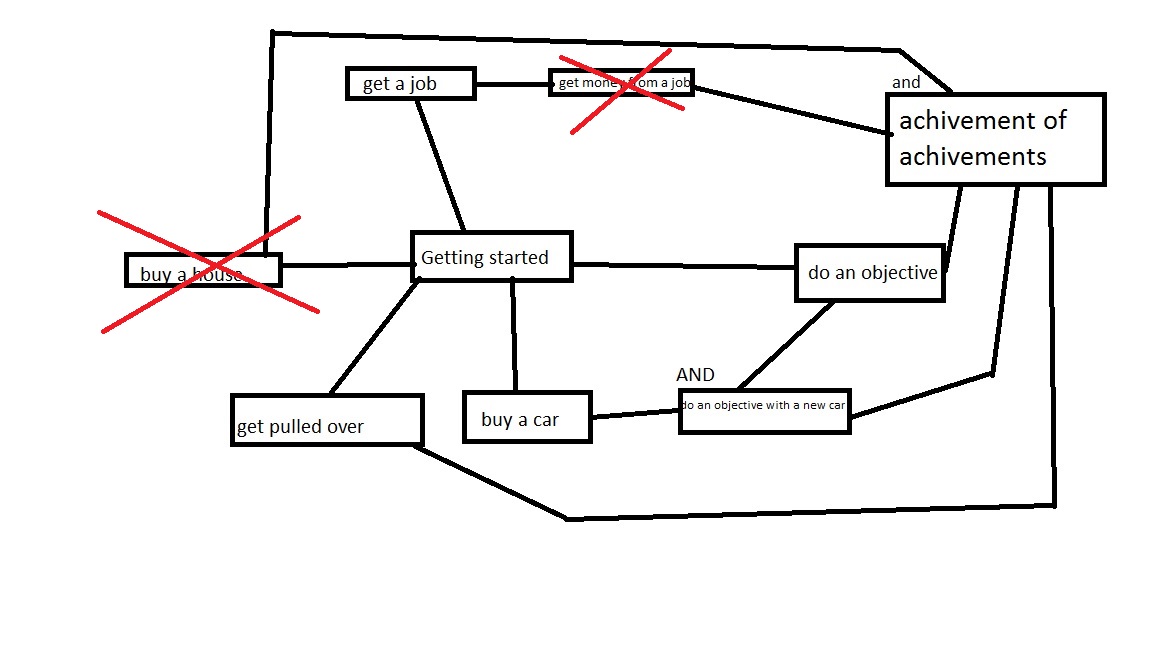 and
get a job
get money from a job
achivement of
achivements
Getting started
buy a house
do an objective
AND
do an objective with a new car
get pulled over
buy a car